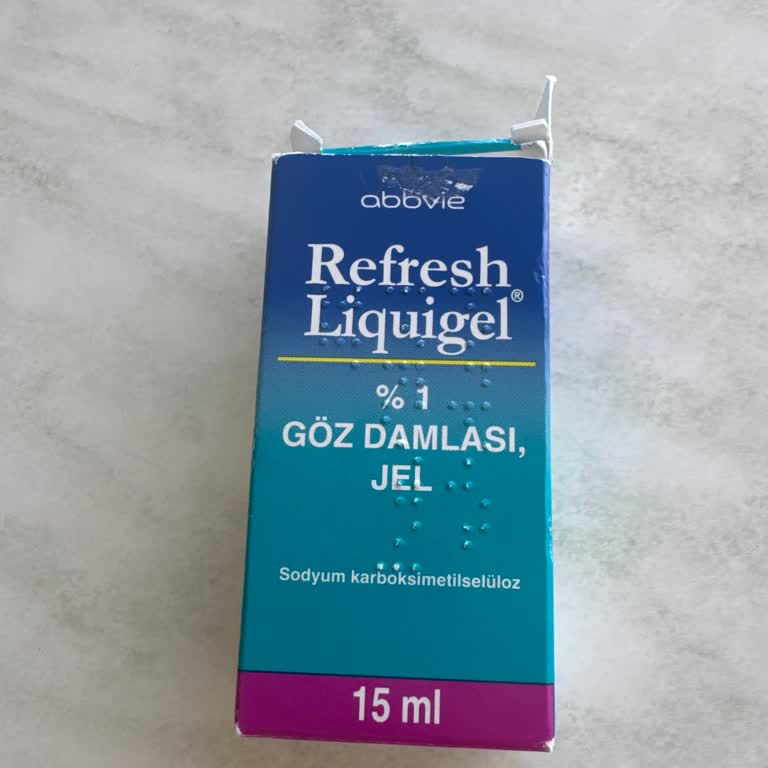 abbvie
Refresh
Liquigel®
% 1
GÖZ DAMLASI,
JEL
Sodyum karboksimetilselüloz
15 ml